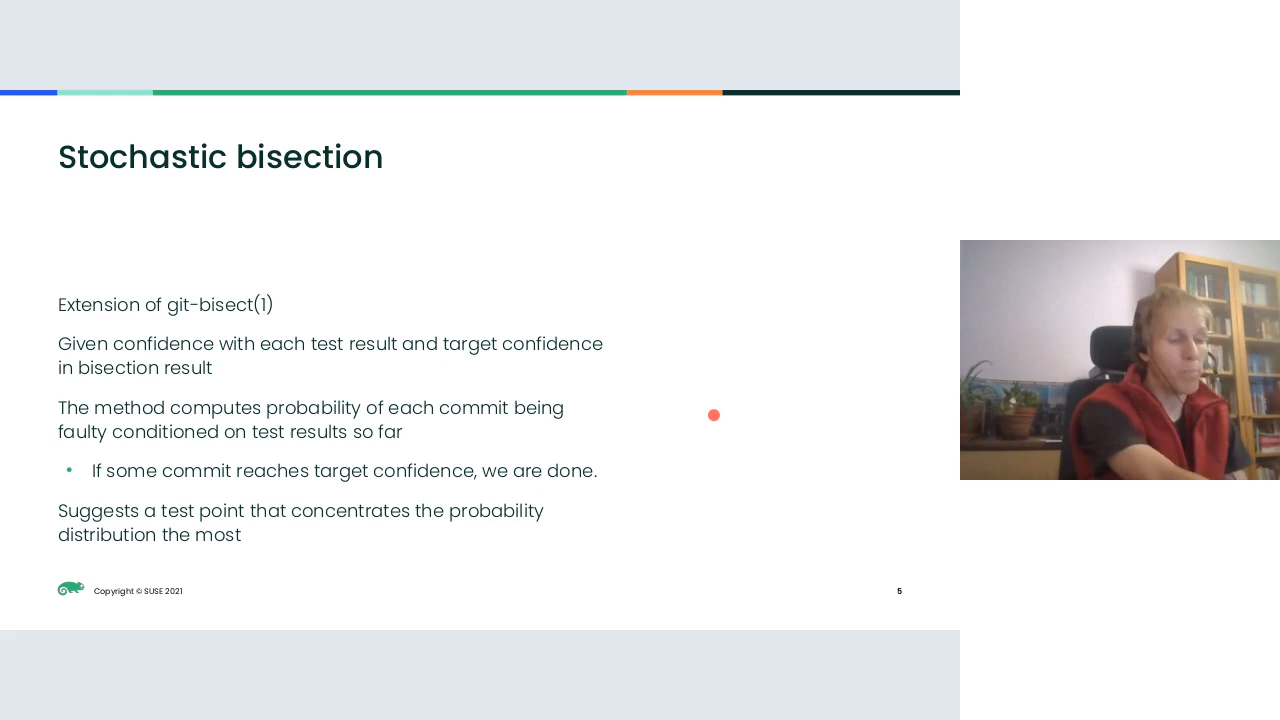 Stochastic bisection
Extension of git-bisect(1)
Given confidence with each test result and target confidence
in bisection result
The method computes probability of each commit being
faulty conditioned on test results so far
• If some commit reaches target confidence, we are done.
Suggests a test point that concentrates the probability
distribution the most
Copyright © SUSE 2021
5